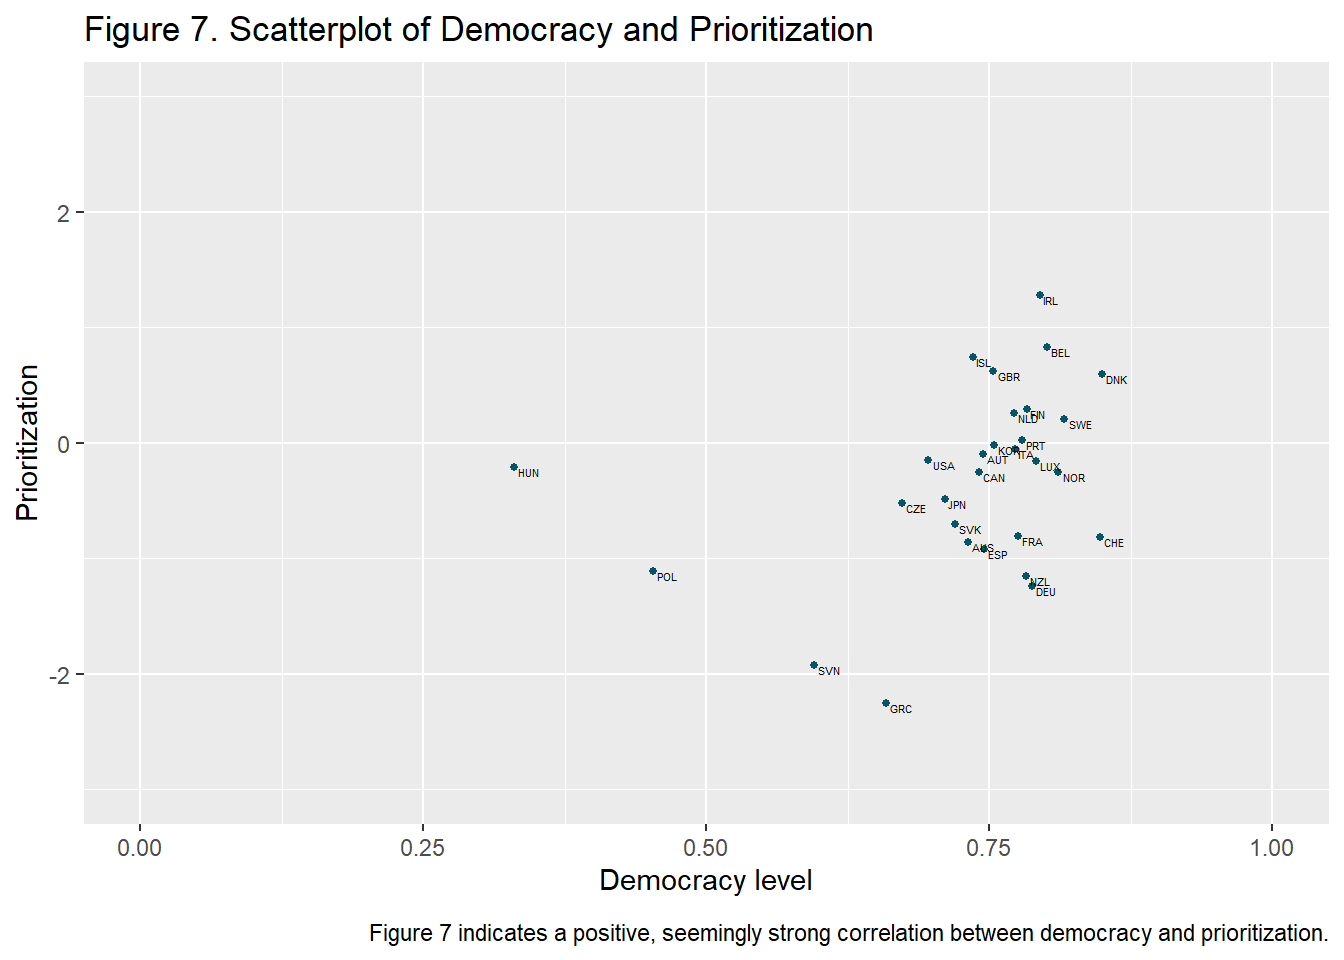 Figure 7. Scatterplot of Democracy and Prioritization
Prioritization
2
0
-2
IRL
BEL
ISL
GBR
DNK
FIN
NLD
SWE
PRT
KOR
ITA
AUT
LUX
USA
CAN
NOR
HUN
JPN
CZE
SVK
AUS
ESP
FRA
CHE
POL
NZL
DEU
SVN
GRC
0.00
0.25
0.50
0.75
1.00
Democracy level
Figure 7 indicates a positive, seemingly strong correlation between democracy and prioritization.